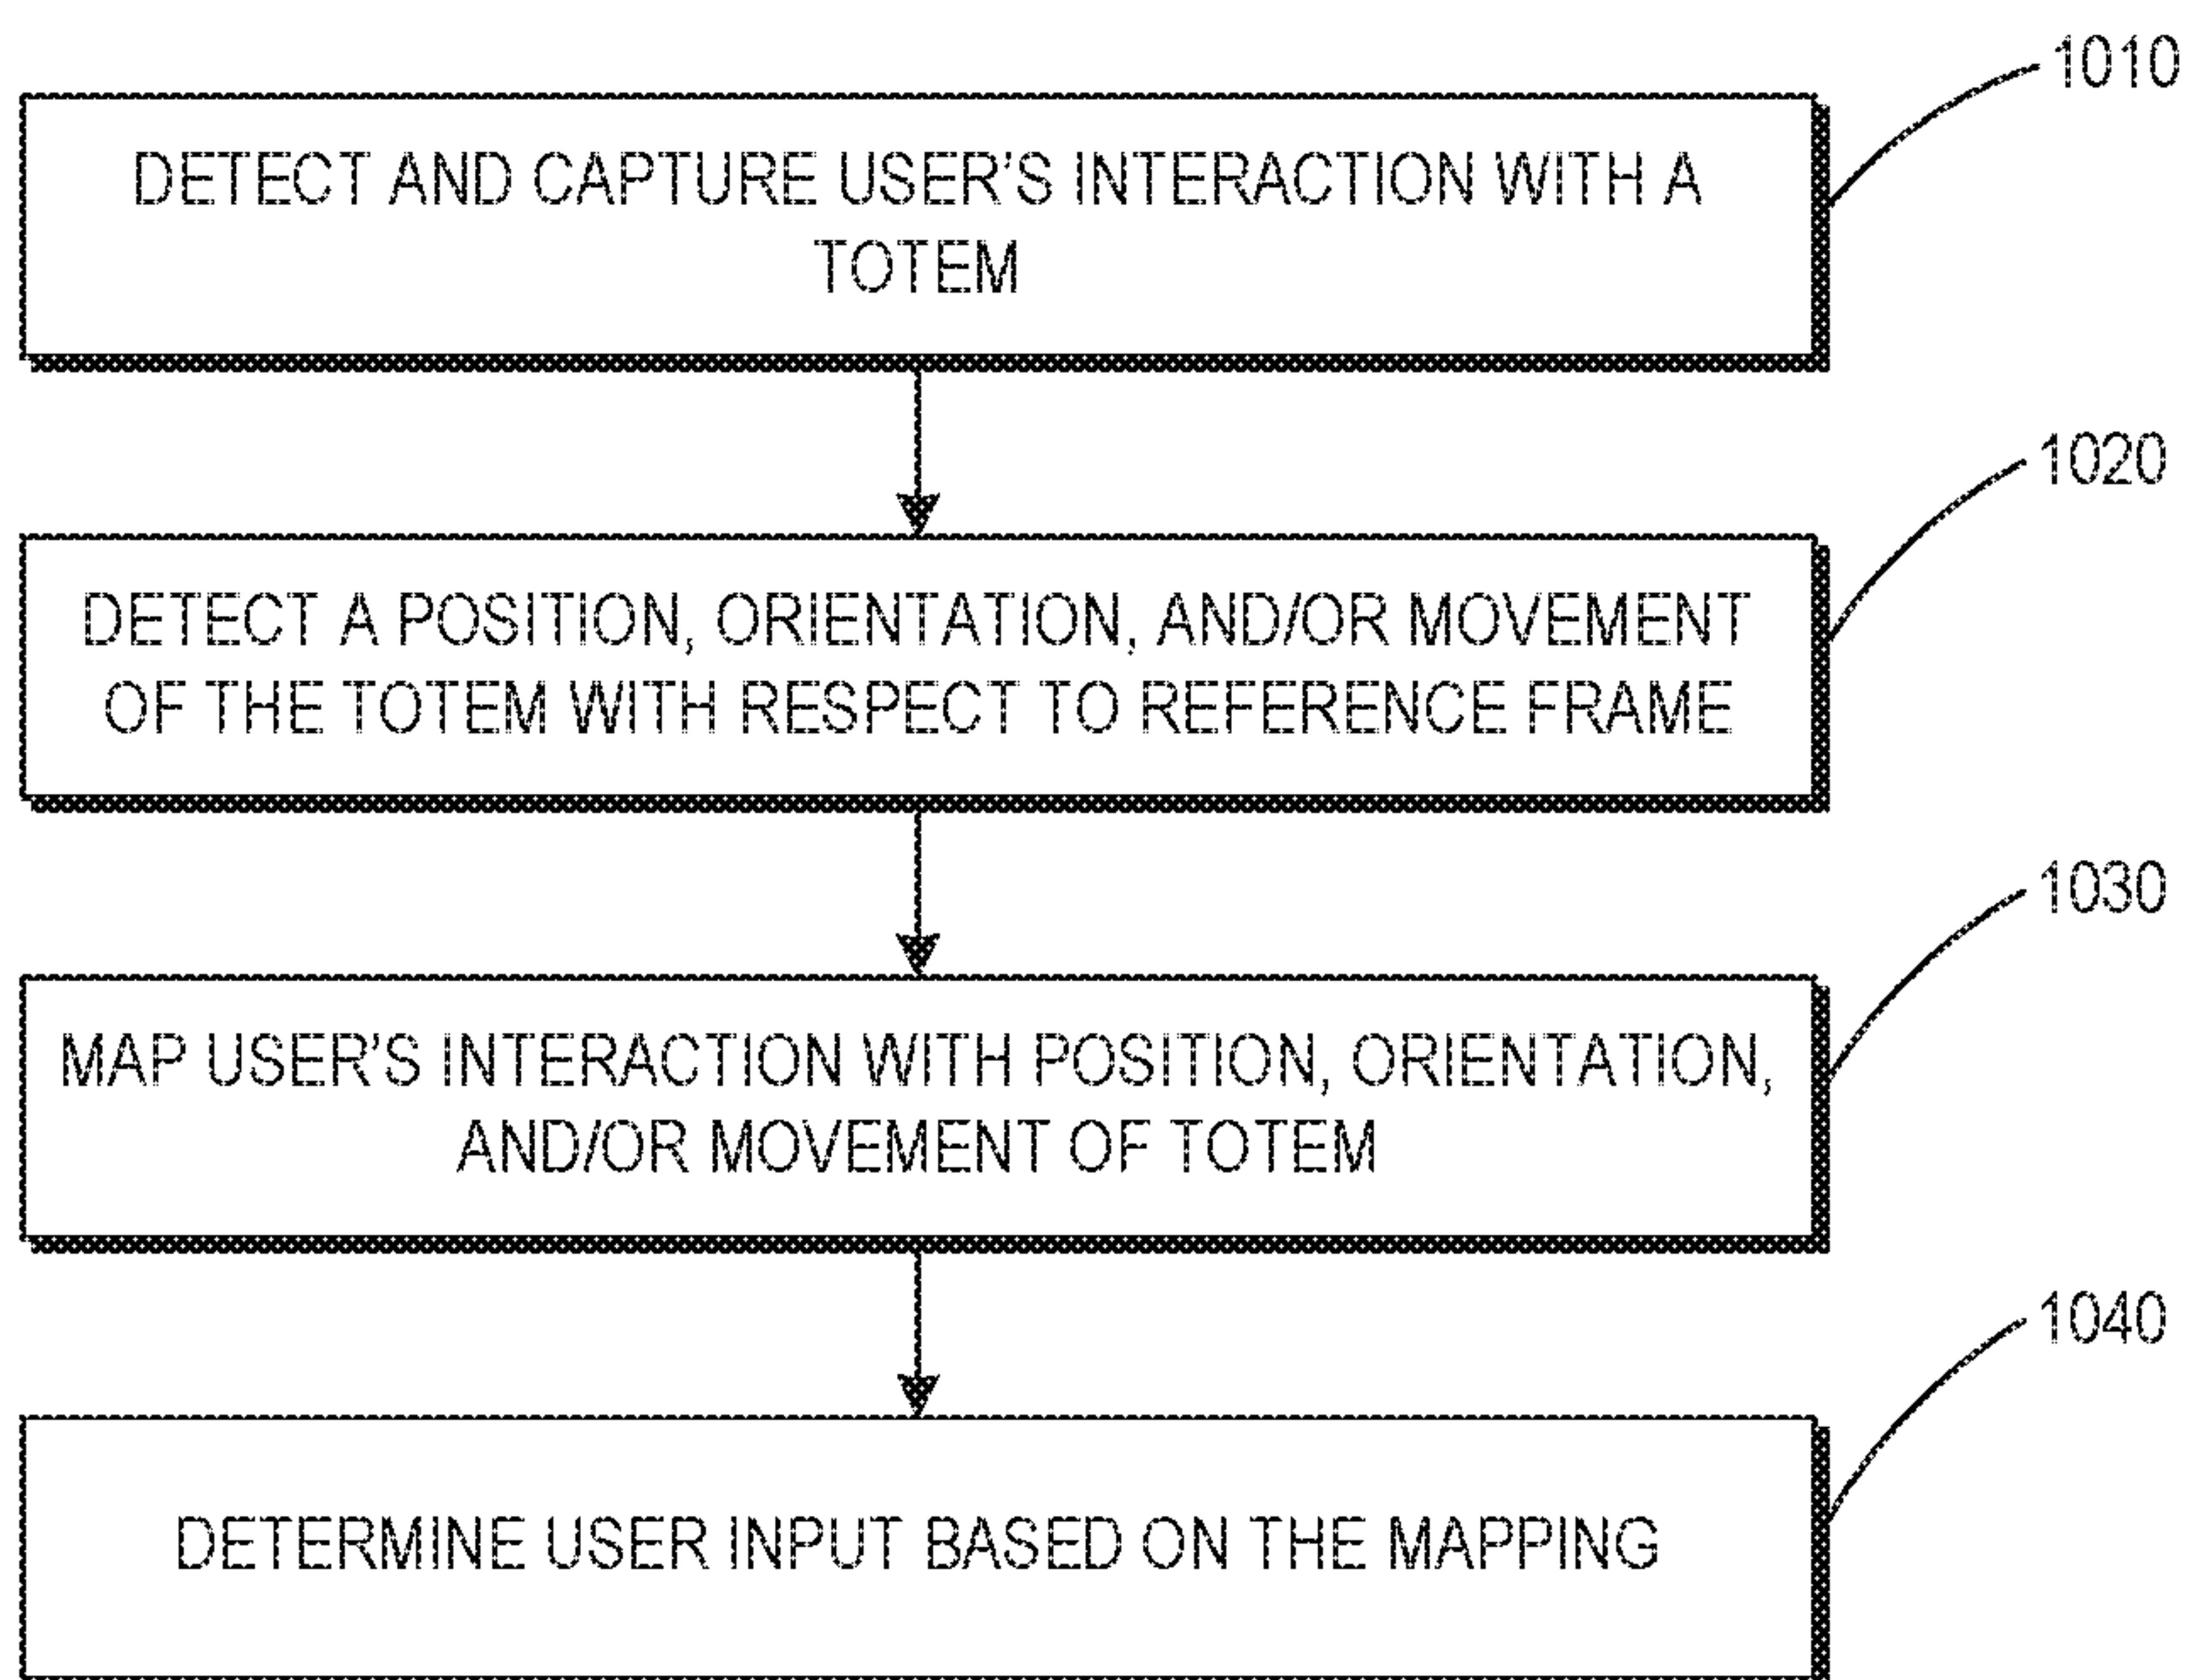 1010
DETECT AND CAPTURE USER'S INTERACTION WITH A
TOTEM
1020
DETECT A POSITION, ORIENTATION, AND/OR MOVEMENT
OF THE TOTEM WITH RESPECT TO REFERENCE FRAME
1030
MAP USER'S INTERACTION WITH POSITION, ORIENTATION,
AND/OR MOVEMENT OF TOTEM
1040
DETERMINE USER INPUT BASED ON THE MAPPING